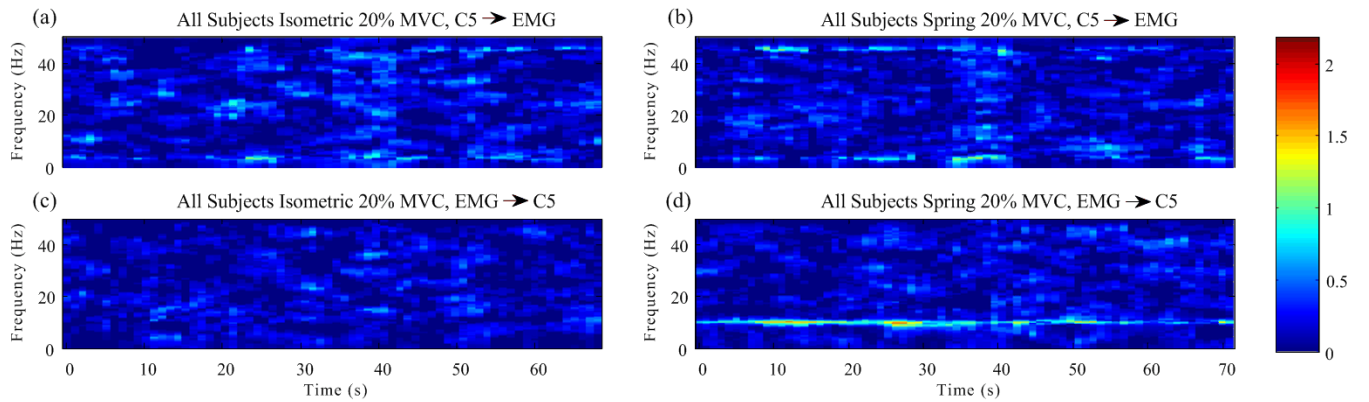 (a) All Subjects Isometric 20% MVC, C5 → EMG
(b) All Subjects Spring 20% MVC, C5 → EMG
Frequency (Hz)
40
20
0
Frequency (Hz)
40
20
0
2
1.5
1
0.5
0
(c) All Subjects Isometric 20% MVC, EMG → C5
(d) All Subjects Spring 20% MVC, EMG → C5
Frequency (Hz)
40
20
0
0 10 20 30 40 50 60
Time (s)
Frequency (Hz)
40
20
0
0 10 20 30 40 50 60 70
Time (s)